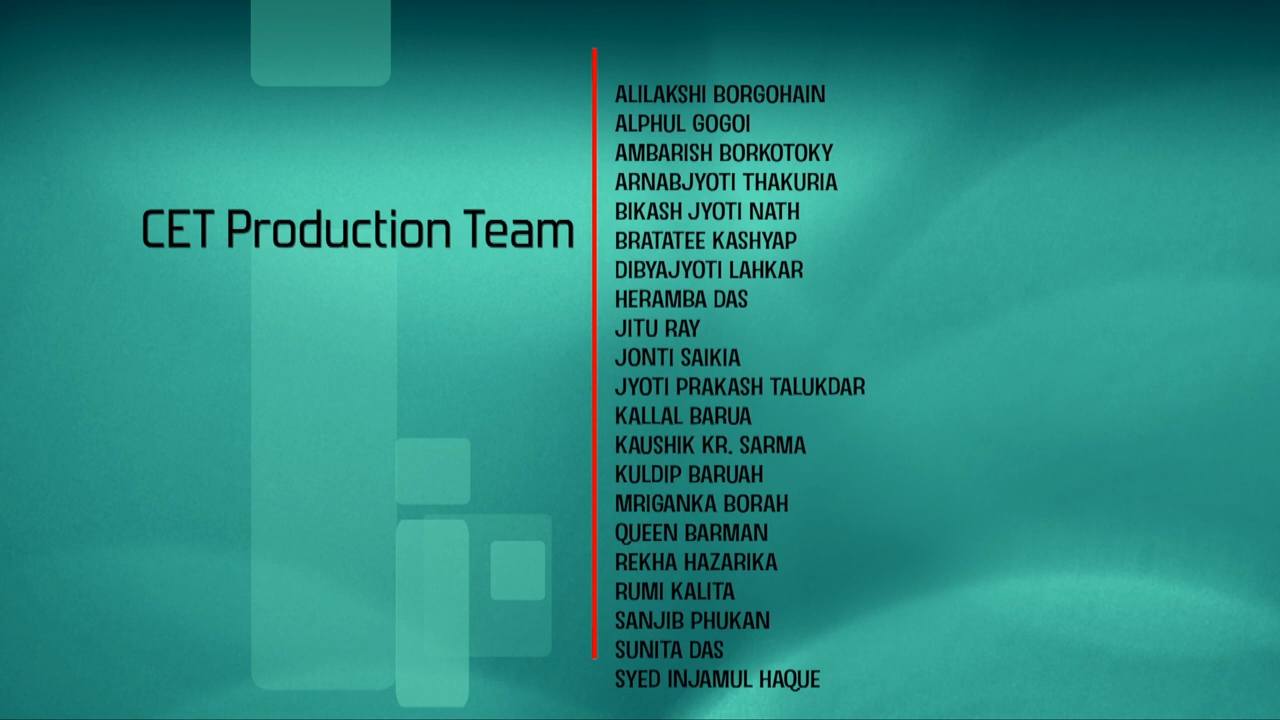 CET Production Team
ALILAKSHI BORGOHAIN
ALPHUL GOGOI
AMBARISH BORKOTOKY
ARNABJYOTI THAKURIA
BIKASH JYOTI NATH
BRATATEE KASHYAP
DIBYAJYOTI LAHKAR
HERAMBA DAS
JITU RAY
JONTI SAIKIA
JYOTI PRAKASH TALUKDAR
KALLAL BARUA
KAUSHIK KR. SARMA
KULDIP BARUAH
MRIGANKA BORAH
QUEEN BARMAN
REKHA HAZARIKA
RUMI KALITA
SANJIB PHUKAN
SUNITA DAS
SYED INJAMUL HAQUE